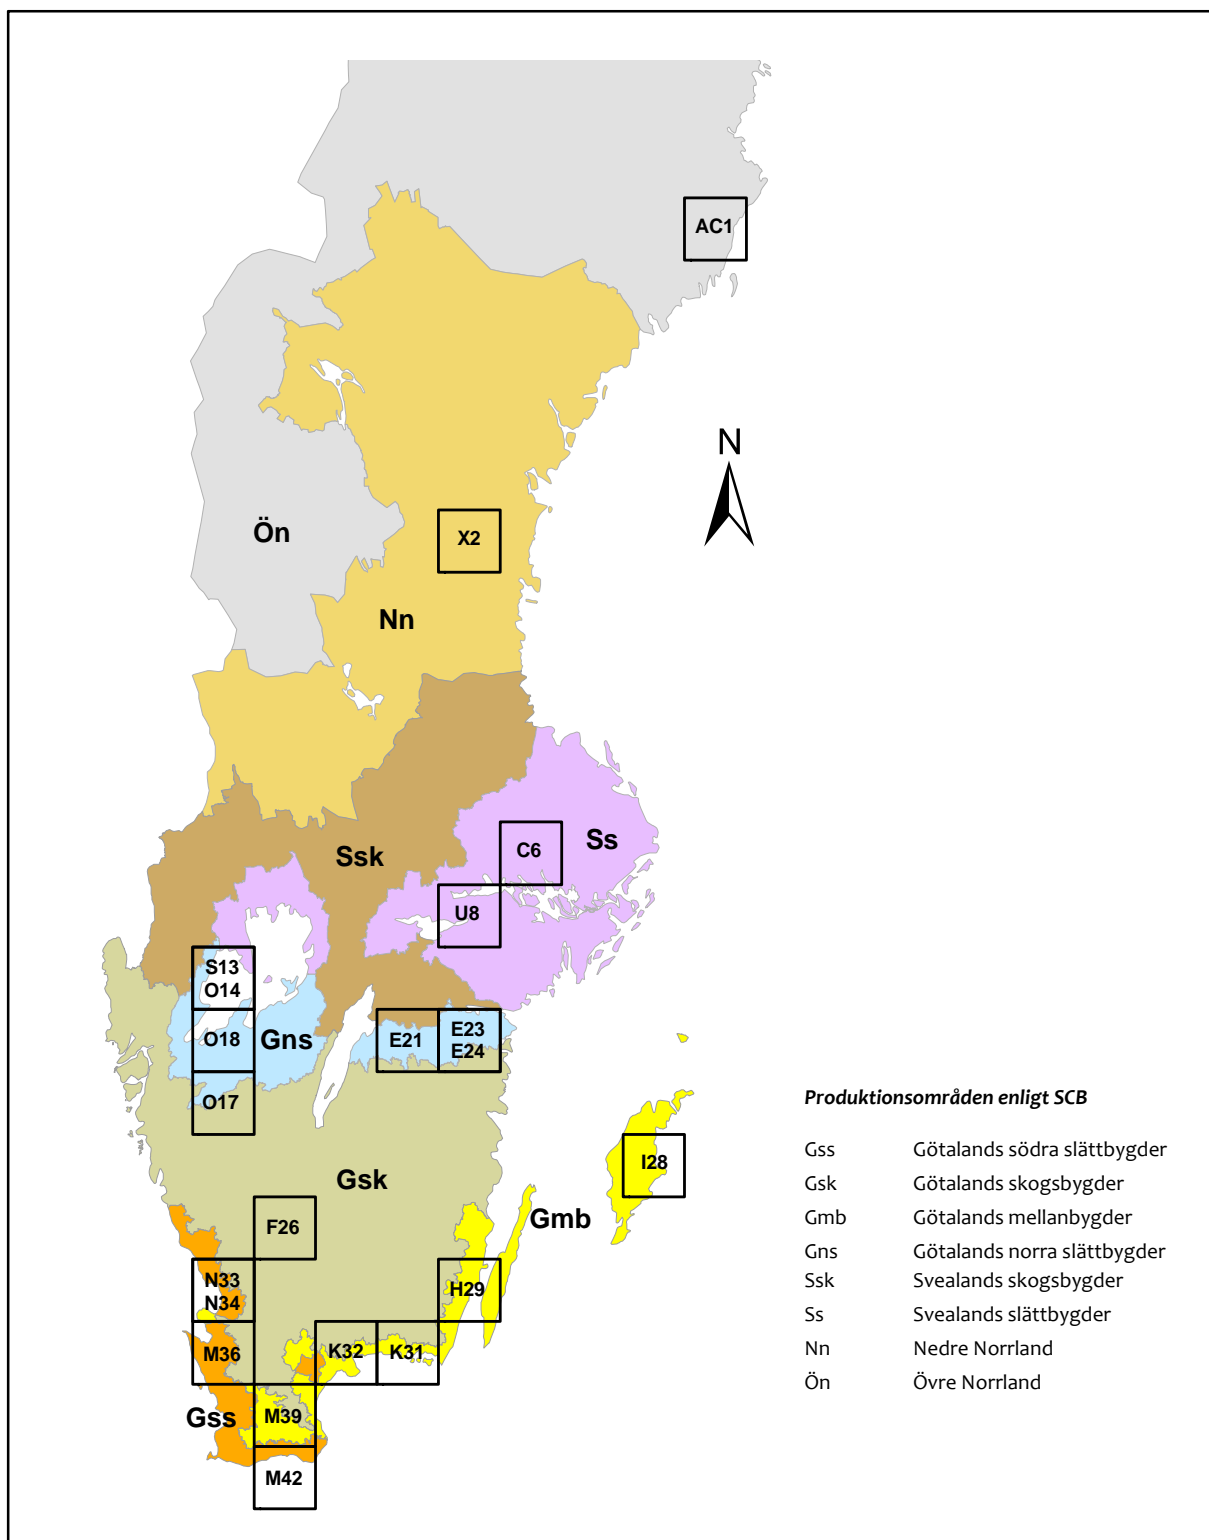 AC1
N
X2
Ön
Nn
C6
Ss
Ssk
U8
S13
O14
O18
Gns
E21
E23
E24
O17
Produktionsområden enligt SCB
Gss Götalands södra slättbygder
Gsk Götalands skogsbygder
Gmb Götalands mellanbygder
Gns Götalands norra slättbygder
Ssk Svealands skogsbygder
Ss Svealands slättbygder
Nn Nedre Norrland
Ön Övre Norrland
I28
Gsk
Gmb
F26
N33
N34
H29
M36
K32
K31
Gss
M39
M42